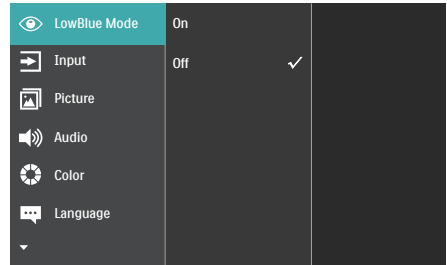 LowBlue Mode
On
Input
Off
Picture
Audio
Color
Language